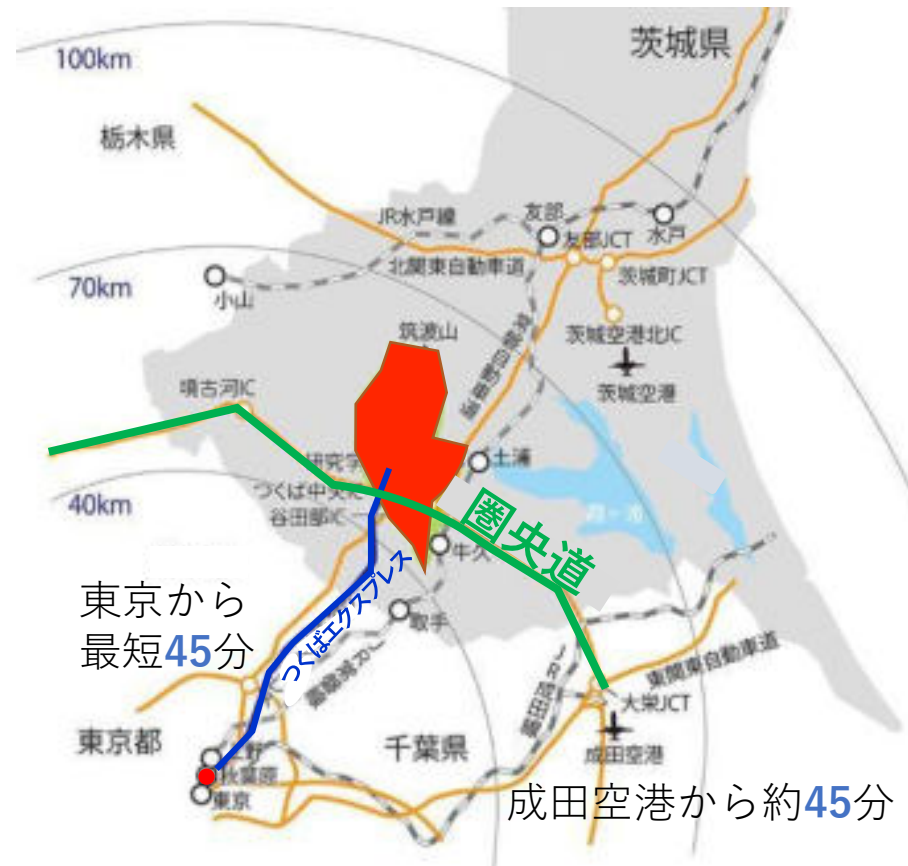 茨城県
100km
栃木県
JR水戸線
友部
水戸
友部JCT
北関東自動車道
茨城町JCT
70km
小山
茨城空港北IC
筑波山
常磐自動車道
茨城空港
境古河IC
土浦
研究学
つくば中央IC
40km
谷田部IC
圏央道
霞ヶ浦
牛久
つくばエクスプレス
東京から
最短45分
取手
JR常磐線
JR成田線
東関東自動車道
大栄JCT
東京都
千葉県
上野
成田空港
秋葉原
東京
成田空港から約45分